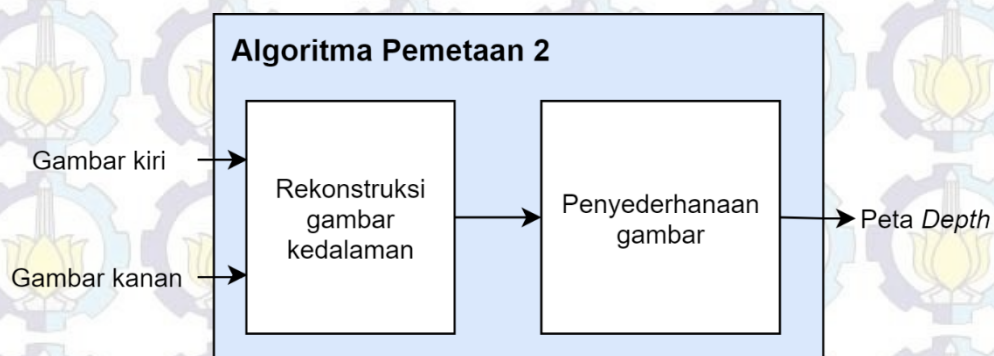 Algoritma Pemetaan 2
Gambar kiri
Gambar kanan
Rekonstruksi
gambar
kedalaman
Penyederhanaan
gambar
Peta Depth